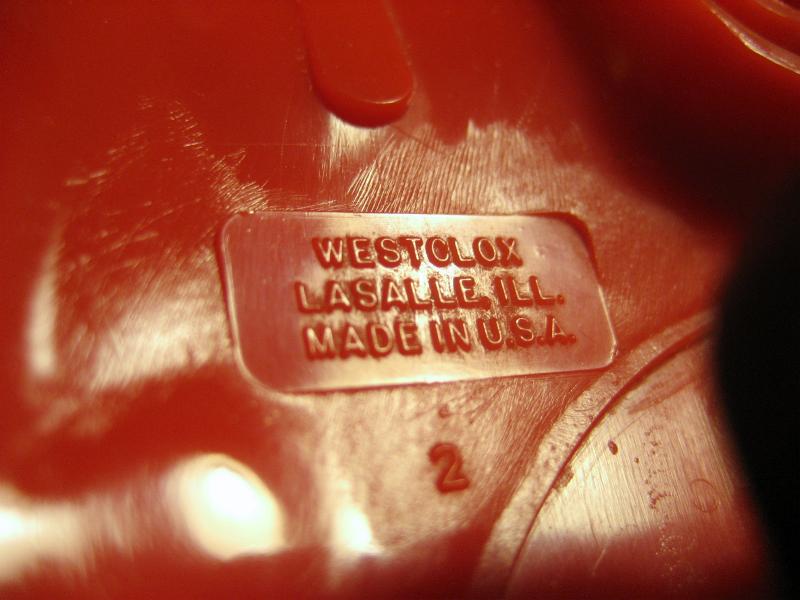 WESTCLOX
LASALLE, ILL.
MADE IN U.S.A.
2